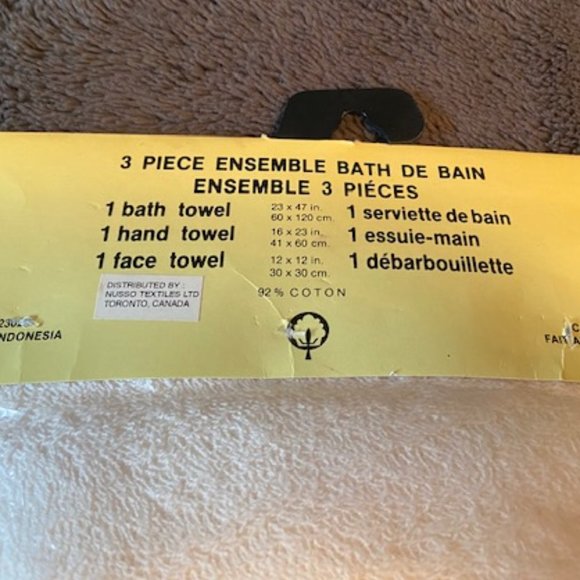 3 PIECE ENSEMBLE BATH DE BAIN
ENSEMBLE 3 PIÉCES
1 bath towel 23 x 47 in. 60 x 120 cm. 1 serviette de bain
1 hand towel 16 x 23 in. 41 x 60 cm. 1 essuie-main
1 face towel 12 x 12 in. 30 x 30 cm. 1 débarbouillette
92 % COTON
DISTRIBUTED BY :
NUSSO TEXTILES LTD
TORONTO, CANADA
NDONESIA